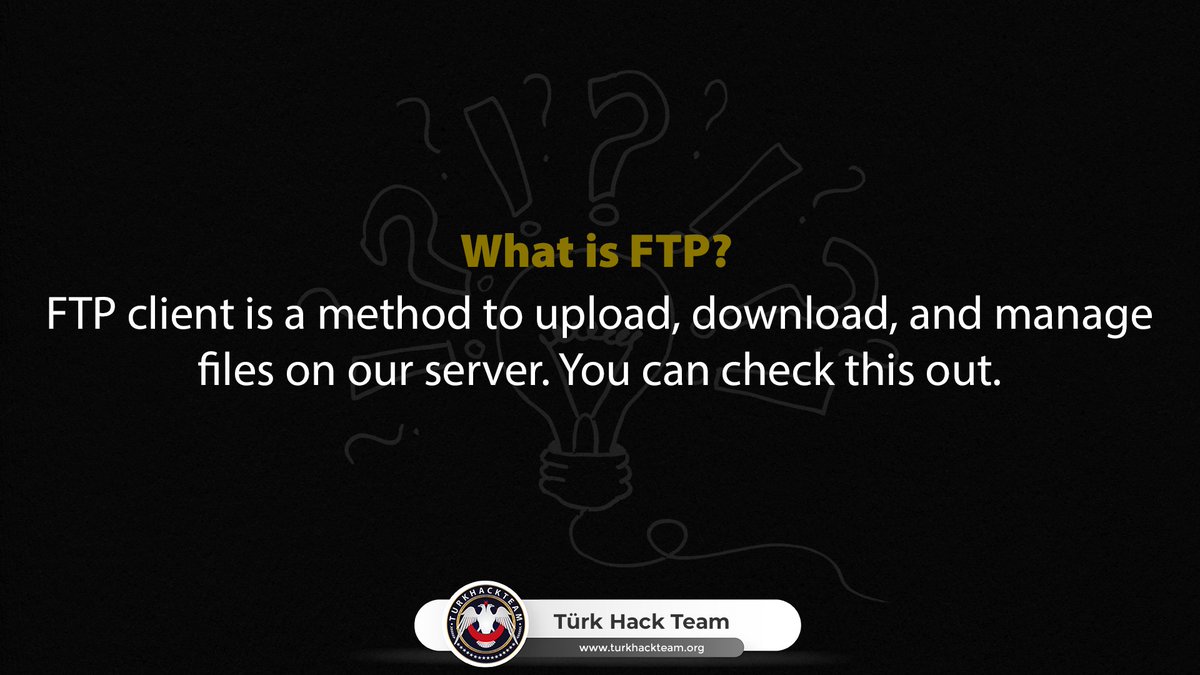 What is FTP?
FTP client is a method to upload, download, and manage
files on our server. You can check this out.
TURKHACKTEAM
Türk Hack Team
www.turkhackteam.org